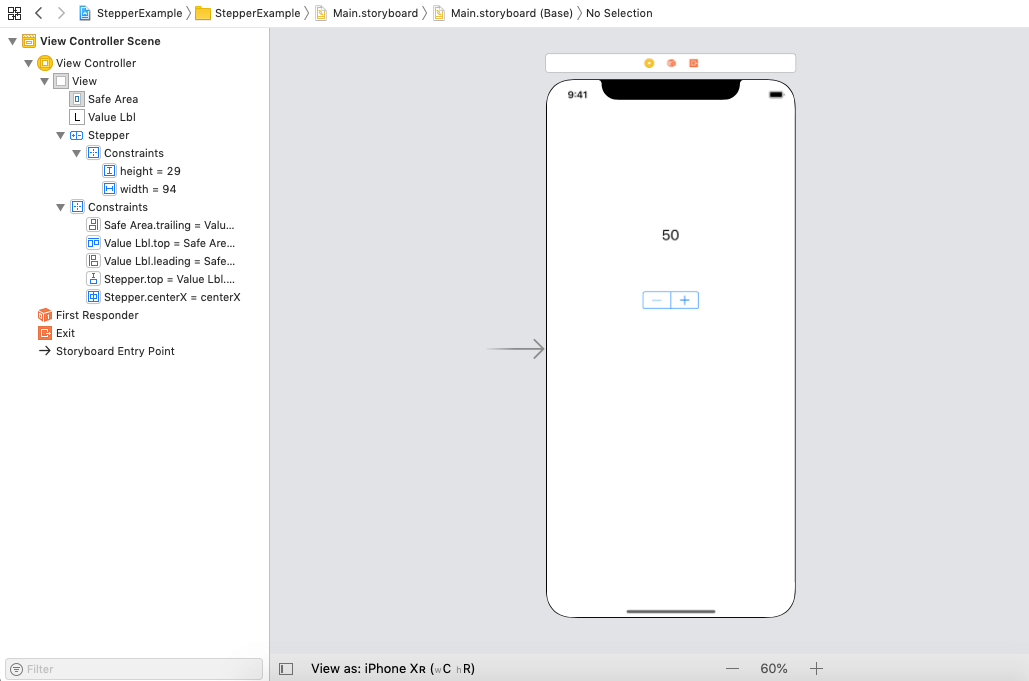 StepperExample StepperExample Main.storyboard Main.storyboard (Base) No Selection
View Controller Scene
View Controller
View
Safe Area
L Value Lbl
Stepper
Constraints
height = 29
width = 94
Constraints
Safe Area.trailing = Valu...
Value Lbl.top = Safe Are...
Value Lbl.leading = Safe...
Stepper.top = Value Lbl....
Stepper.centerX = centerX
First Responder
Exit
Storyboard Entry Point
9:41
50
Filter
View as: iPhone XR (wC hR)
60%